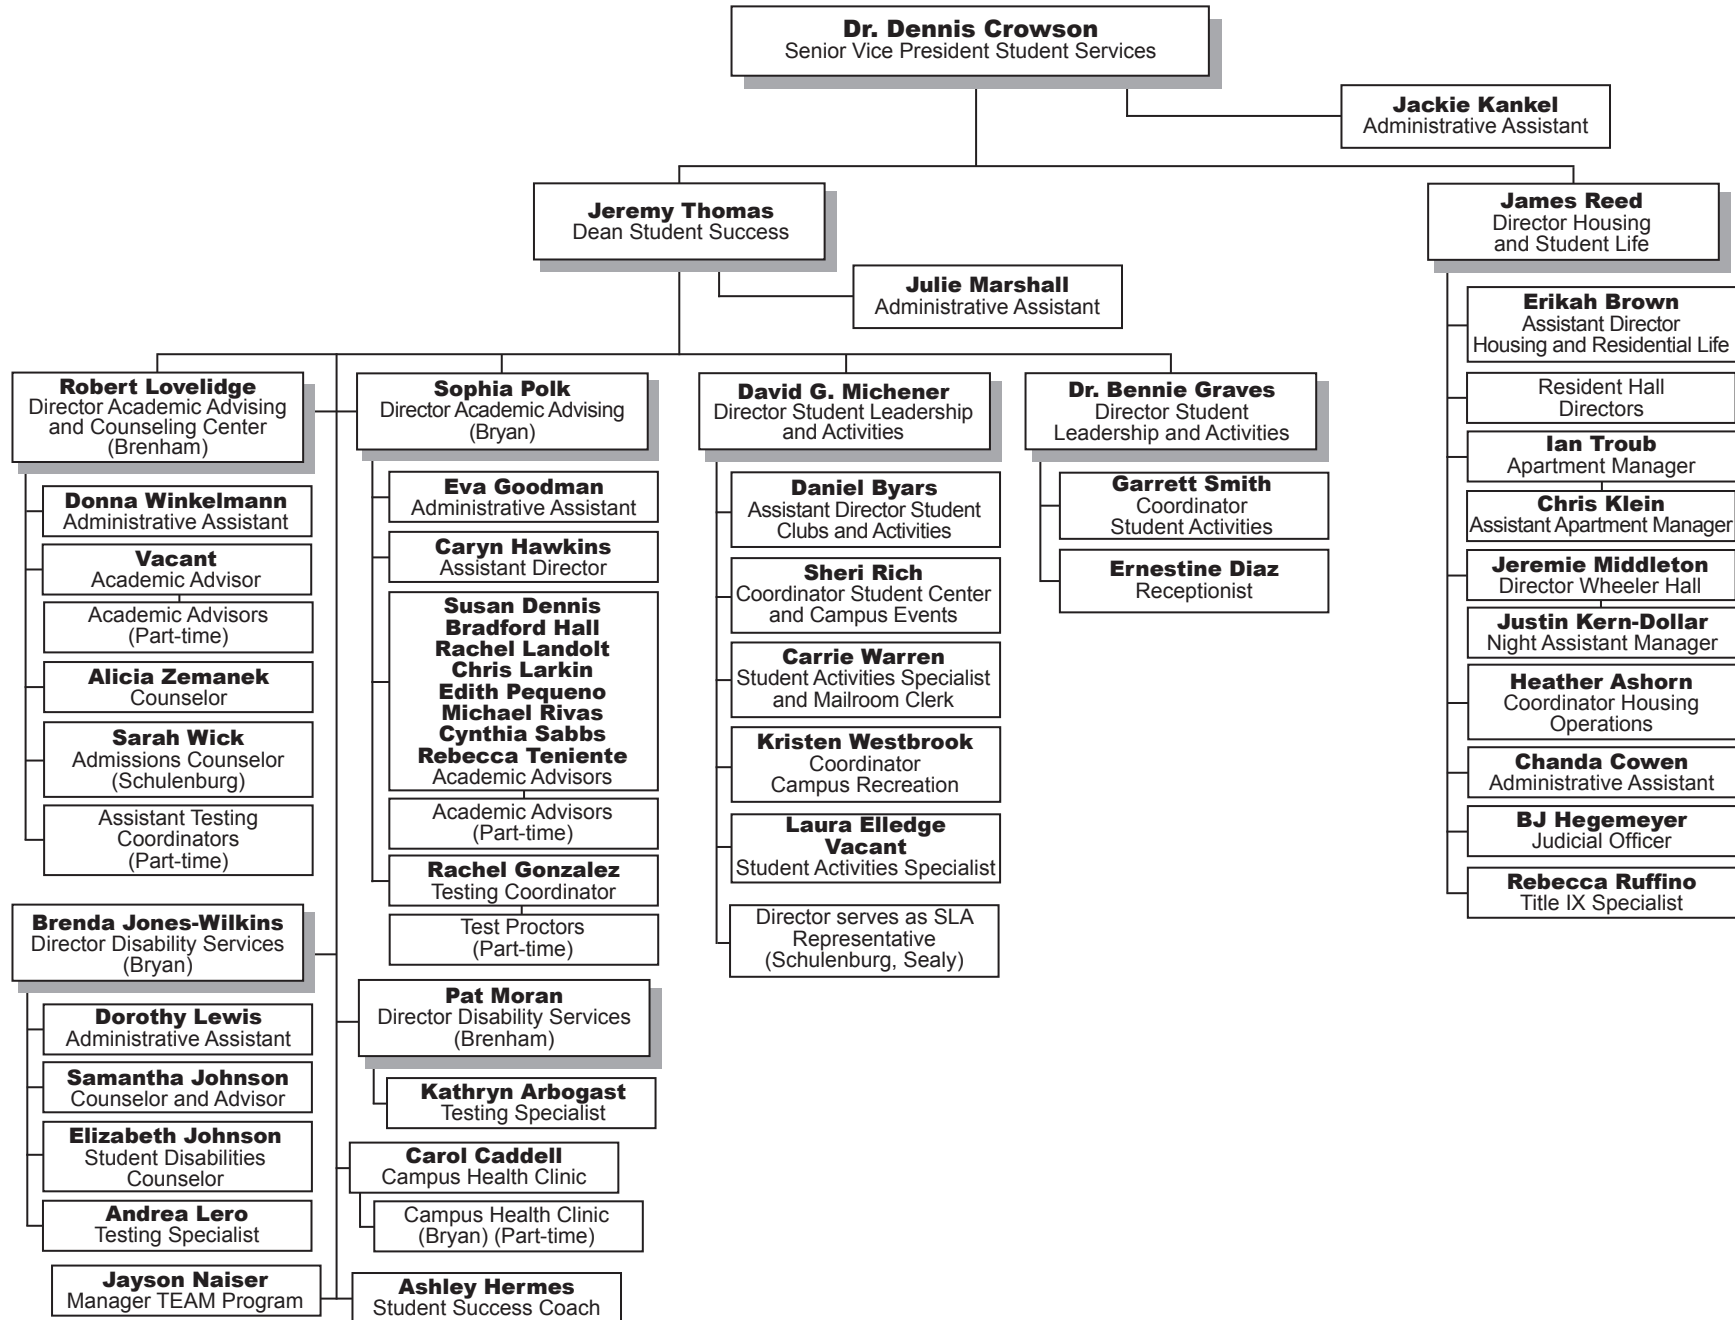 Dr. Dennis Crowson
Senior Vice President Student Services
Jackie Kankel
Administrative Assistant
Jeremy Thomas
Dean Student Success
Julie Marshall
Administrative Assistant
Robert Lovelidge
Director Academic Advising
and Counseling Center
(Brenham)
Donna Winkelmann
Administrative Assistant
Vacant
Academic Advisor
Academic Advisors
(Part-time)
Alicia Zemanek
Counselor
Sarah Wick
Admissions Counselor
(Schulenburg)
Assistant Testing
Coordinators
(Part-time)
Brenda Jones-Wilkins
Director Disability Services
(Bryan)
Dorothy Lewis
Administrative Assistant
Samantha Johnson
Counselor and Advisor
Elizabeth Johnson
Student Disabilities
Counselor
Andrea Lero
Testing Specialist
Jayson Naiser
Manager TEAM Program
Sophia Polk
Director Academic Advising
(Bryan)
Eva Goodman
Administrative Assistant
Caryn Hawkins
Assistant Director
Susan Dennis
Bradford Hall
Rachel Landolt
Chris Larkin
Edith Pequeno
Michael Rivas
Cynthia Sabbs
Rebecca Teniente
Academic Advisors
Academic Advisors
(Part-time)
Rachel Gonzalez
Testing Coordinator
Test Proctors
(Part-time)
Pat Moran
Director Disability Services
(Brenham)
Kathryn Arbogast
Testing Specialist
Carol Caddell
Campus Health Clinic
Campus Health Clinic
(Bryan) (Part-time)
Ashley Hermes
Student Success Coach
David G. Michener
Director Student Leadership
and Activities
Daniel Byars
Assistant Director Student
Clubs and Activities
Sheri Rich
Coordinator Student Center
and Campus Events
Carrie Warren
Student Activities Specialist
and Mailroom Clerk
Kristen Westbrook
Coordinator
Campus Recreation
Laura Elledge
Vacant
Student Activities Specialist
Director serves as SLA
Representative
(Schulenburg, Sealy)
Dr. Bennie Graves
Director Student
Leadership and Activities
Garrett Smith
Coordinator
Student Activities
Ernestine Diaz
Receptionist
James Reed
Director Housing
and Student Life
Erikah Brown
Assistant Director
Housing and Residential Life
Resident Hall
Directors
Ian Troub
Apartment Manager
Chris Klein
Assistant Apartment Manager
Jeremie Middleton
Director Wheeler Hall
Justin Kern-Dollar
Night Assistant Manager
Heather Ashorn
Coordinator Housing
Operations
Chanda Cowen
Administrative Assistant
BJ Hegemeyer
Judicial Officer
Rebecca Ruffino
Title IX Specialist